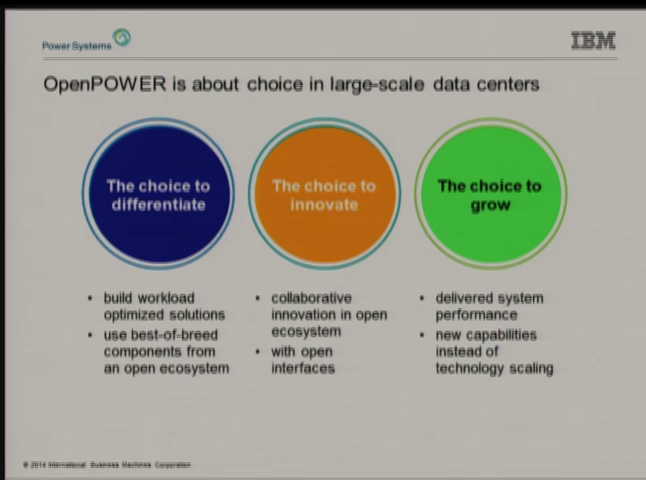 Power Systems
IBM
OpenPOWER is about choice in large-scale data centers
The choice to
differentiate
The choice to
innovate
The choice to
grow
• build workload
optimized solutions
• use best-of-breed
components from
an open ecosystem
• collaborative
innovation in open
ecosystem
• with open
interfaces
• delivered system
performance
• new capabilities
instead of
technology scaling
© 2014 International Business Machines Corporation